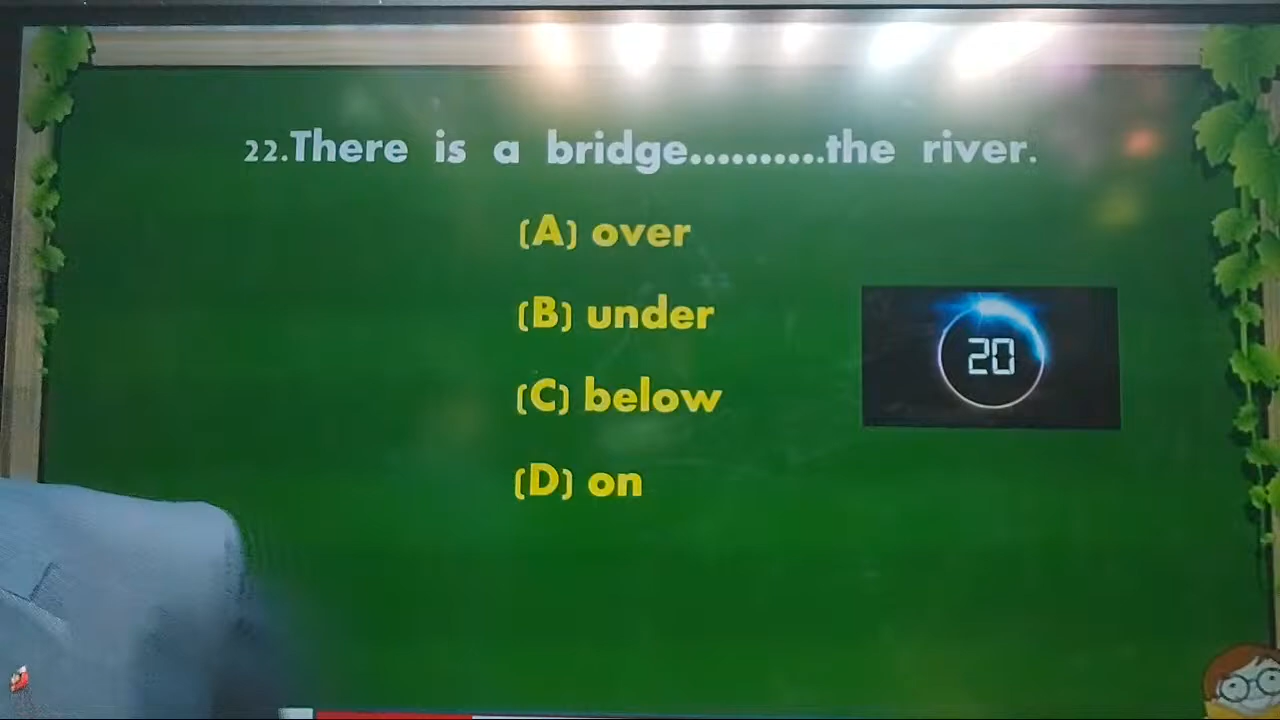 22.There is a bridge..........the river.
(A) over
(B) under
20
(C) below
(D) on